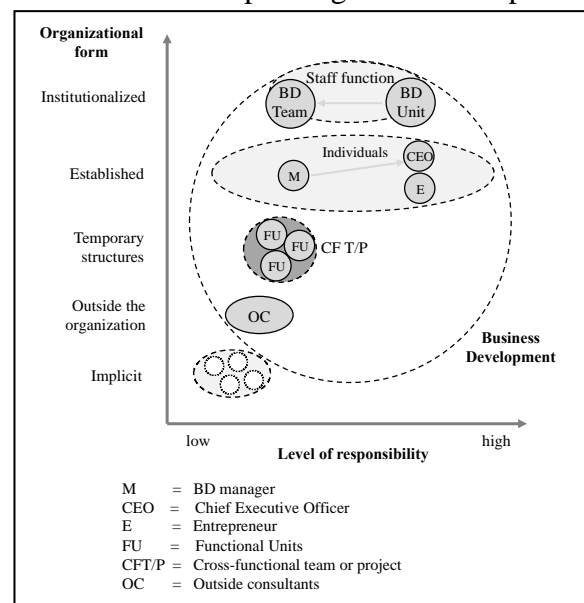 Organizational
form
Institutionalized
Staff function
BD
Team
BD
Unit
Established
Individuals
M
CEO
E
Temporary
structures
FU
FU
FU
CF T/P
Outside the
organization
OC
Business
Development
Implicit
low
high
Level of responsibility
M = BD manager
CEO = Chief Executive Officer
E = Entrepreneur
FU = Functional Units
CFT/P = Cross-functional team or project
OC = Outside consultants